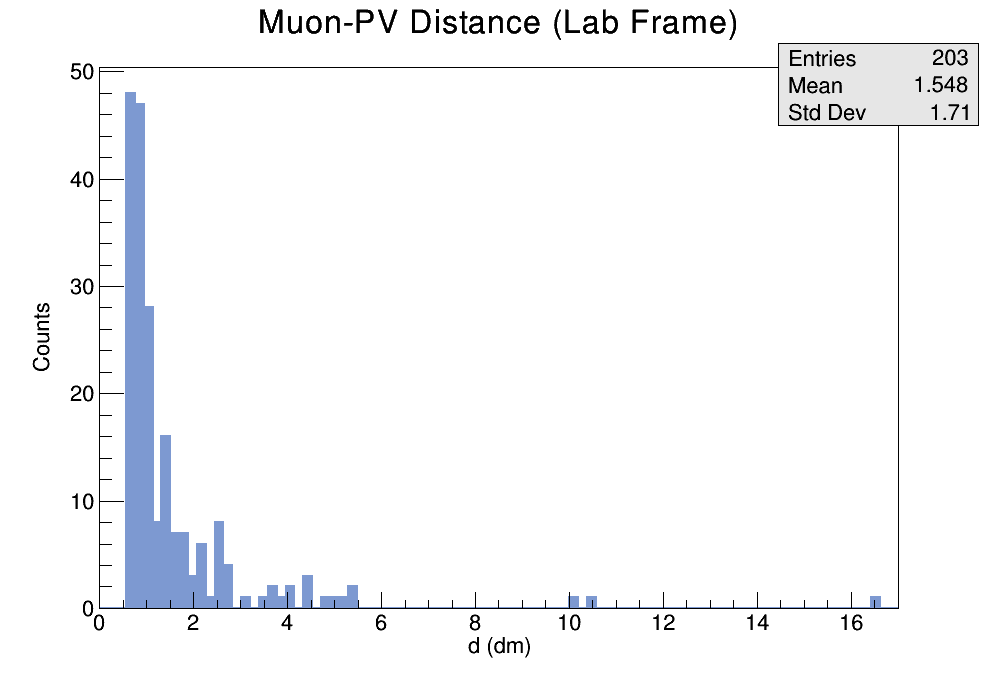 Muon-PV Distance (Lab Frame)
Entries 203
Mean 1.548
Std Dev 1.71
50
40
30
20
10
0
Counts
0 2 4 6 8 10 12 14 16
d (dm)